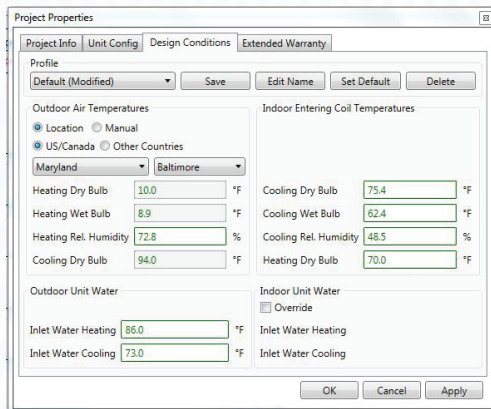 Project Properties
Project Info Unit Config Design Conditions Extended Warranty
Profile
Default (Modified) Save Edit Name Set Default Delete
Outdoor Air Temperatures
Location Manual
US/Canada Other Countries
Maryland Baltimore
Heating Dry Bulb 10.0 °F
Heating Wet Bulb 8.9 °F
Heating Rel. Humidity 72.8 %
Cooling Dry Bulb 94.0 °F
Indoor Entering Coil Temperatures
Cooling Dry Bulb 75.4 °F
Cooling Wet Bulb 62.4 °F
Cooling Rel. Humidity 48.5 %
Heating Dry Bulb 70.0 °F
Outdoor Unit Water
Inlet Water Heating 86.0 °F
Inlet Water Cooling 73.0 °F
Indoor Unit Water
Override
Inlet Water Heating
Inlet Water Cooling
OK Cancel Apply